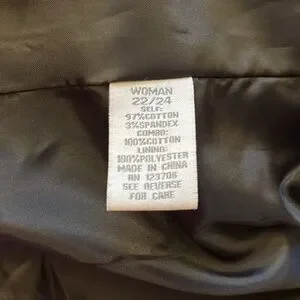 WOMAN
22/24
SELF:
97%COTTON
3%SPANDEX
COMBO:
100%COTTON
LINING:
100%POLYESTER
MADE IN CHINA
RN 123706
SEE REVERSE
FOR CARE